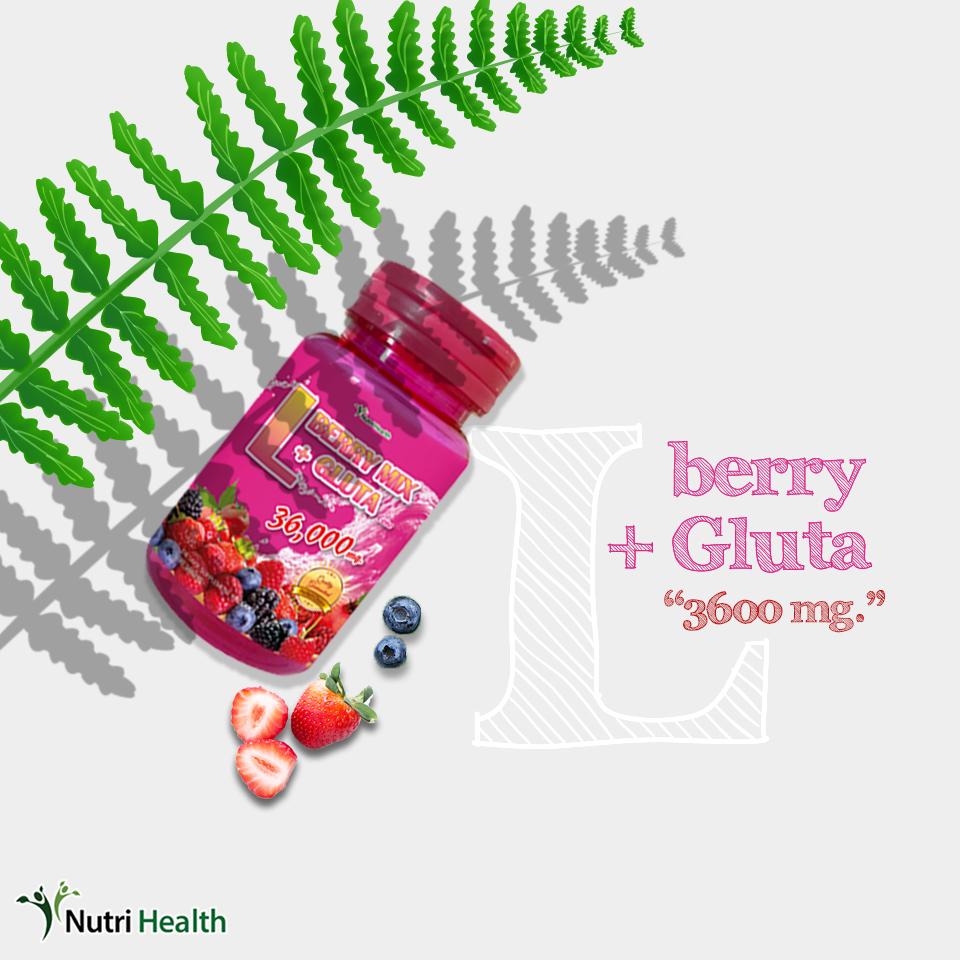 L
BERRY MIX
+ GLUTA
36,000
L
berry
+ Gluta
“3600 mg.”
Nutri Health